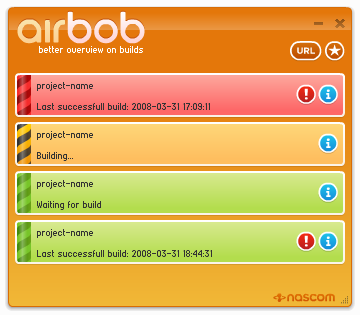 airbob
better overview on builds
URL
project-name
Last successfull build: 2008-03-31 17:09:11
project-name
Building...
project-name
Waiting for build
project-name
Last successfull build: 2008-03-31 18:44:31
nascom